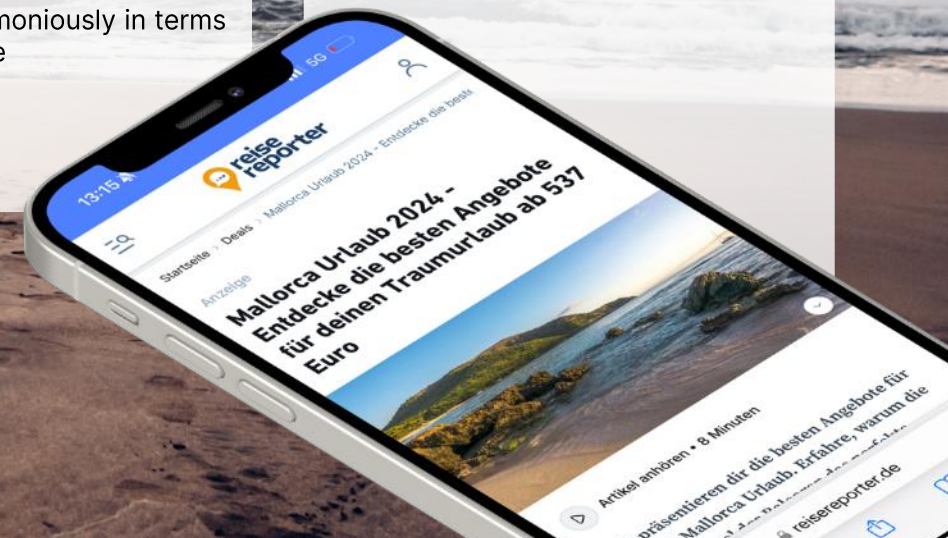 moniously in terms
e
13:15
5G
reise
reporter
Startseite > Deals > Mallorca Urlaub 2024 - Entdecke die best
Anzeige
Mallorca Urlaub 2024 -
Entdecke die besten Angebote
für deinen Traumurlaub ab 537
Euro
Artikel anhören • 8 Minuten
präsentieren dir die besten Angebote für
Mallorca Urlaub. Erfahre, warum die
reisereporter.de